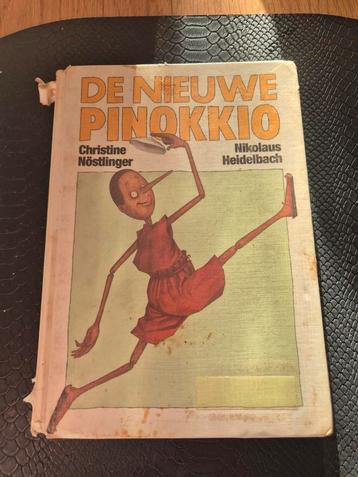 DE NIEUWE
PINOKKIO
Christine
Nöstlinger
Nikolaus
Heidelbach